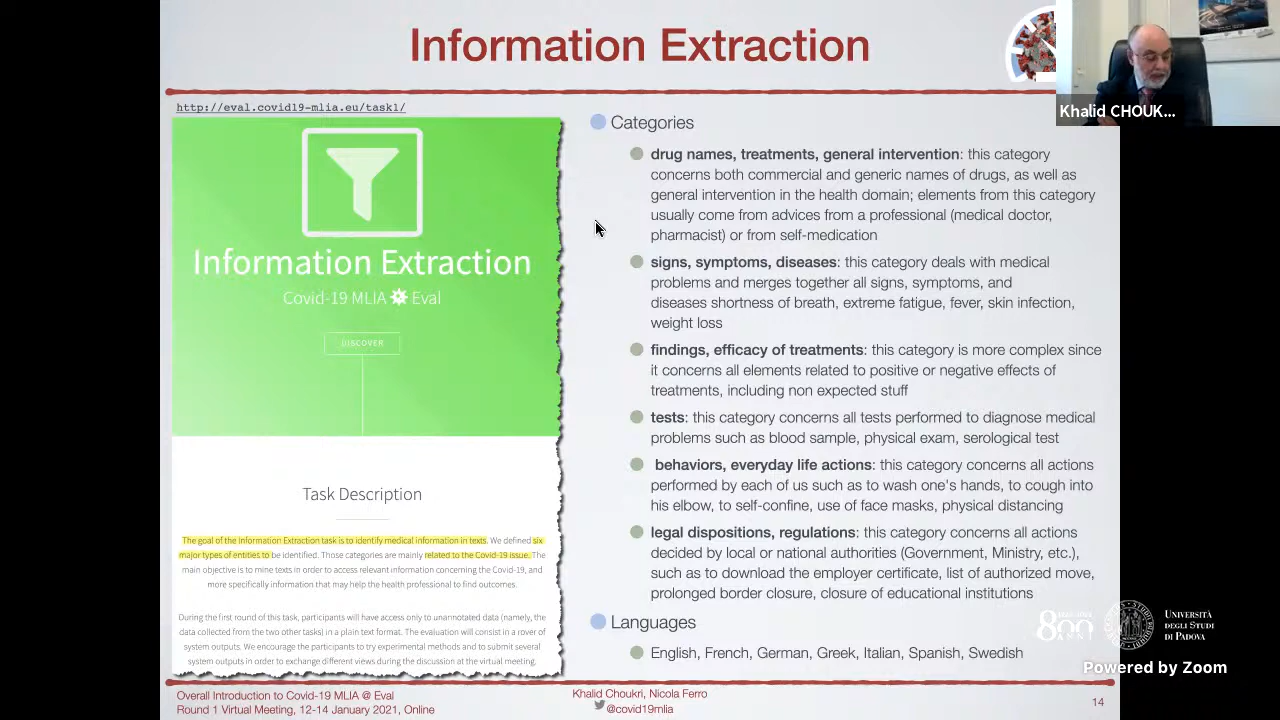 Information Extraction
Khalid CHOUK...
http://eval.covid19-mlia.eu/task1/
Information Extraction
Covid-19 MLIA Eval
DISCOVER
Task Description
The goal of the Information Extraction task is to identify medical information in texts. We defined six
major types of entities to be identified. Those categories are mainly related to the Covid-19 issue. The
main objective is to mine texts in order to access relevant information concerning the Covid-19, and
more specifically information that may help the health professional to find outcomes.
During the first round of this task, participants will have access only to unannotated data (namely, the
data collected from the two other tasks) in a plain text format. The evaluation will consist in a rover of
system outputs. We encourage the participants to try experimental methods and to submit several
system outputs in order to exchange different views during the discussion at the virtual meeting.
Categories
drug names, treatments, general intervention: this category
concerns both commercial and generic names of drugs, as well as
general intervention in the health domain; elements from this category
usually come from advices from a professional (medical doctor,
pharmacist) or from self-medication
signs, symptoms, diseases: this category deals with medical
problems and merges together all signs, symptoms, and
diseases shortness of breath, extreme fatigue, fever, skin infection,
weight loss
findings, efficacy of treatments: this category is more complex since
it concerns all elements related to positive or negative effects of
treatments, including non expected stuff
tests: this category concerns all tests performed to diagnose medical
problems such as blood sample, physical exam, serological test
behaviors, everyday life actions: this category concerns all actions
performed by each of us such as to wash one's hands, to cough into
his elbow, to self-confine, use of face masks, physical distancing
legal dispositions, regulations: this category concerns all actions
decided by local or national authorities (Government, Ministry, etc.),
such as to download the employer certificate, list of authorized move,
prolonged border closure, closure of educational institutions
Languages
English, French, German, Greek, Italian, Spanish, Swedish
800
ANNI
UNIVERSITÀ
DEGLI STUDI
DI PADOVA
Powered by Zoom
Overall Introduction to Covid-19 MLIA @ Eval
Round 1 Virtual Meeting, 12-14 January 2021, Online
Khalid Choukri, Nicola Ferro
@covid19mlia
14